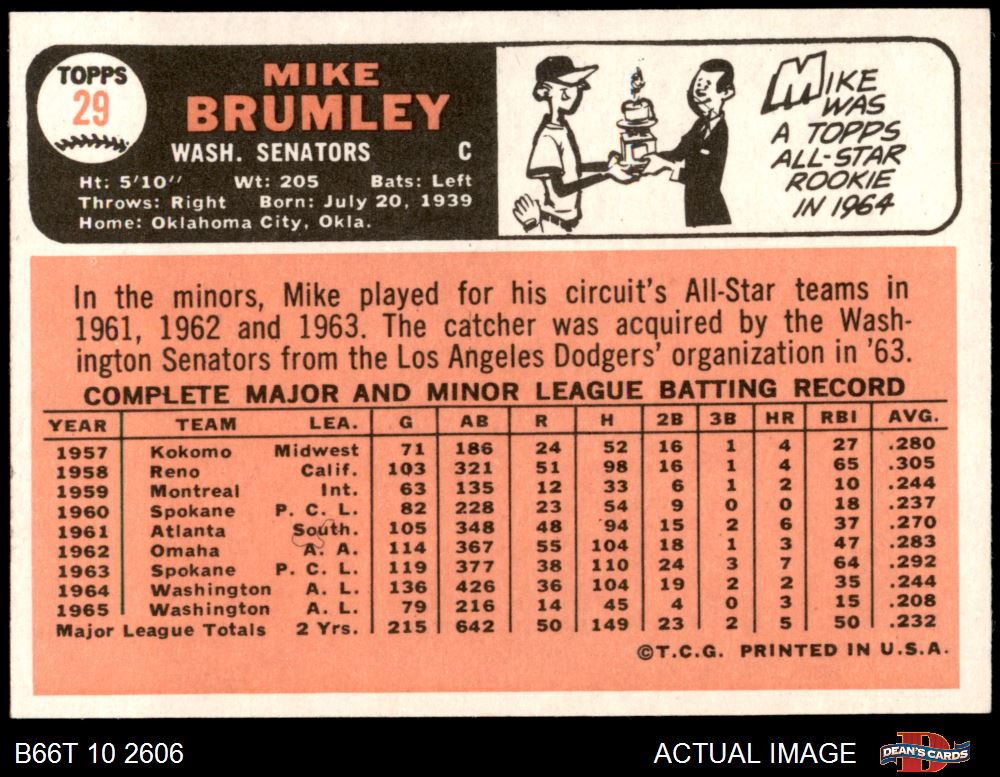 TOPPS
29
MIKE
BRUMLEY
WASH. SENATORS C
Ht: 5'10" Wt: 205 Bats: Left
Throws: Right Born: July 20, 1939
Home: Oklahoma City, Okla.
MIKE
WAS
A TOPPS
ALL-STAR
ROOKIE
IN 1964
In the minors, Mike played for his circuit's All-Star teams in
1961, 1962 and 1963. The catcher was acquired by the Wash-
ington Senators from the Los Angeles Dodgers' organization in '63.
COMPLETE MAJOR AND MINOR LEAGUE BATTING RECORD
YEAR TEAM LEA. G AB R H 2B 3B HR RBI AVG.
1957 Kokomo Midwest 71 186 24 52 16 1 4 27 .280
1958 Reno Calif. 103 321 51 98 16 1 4 65 .305
1959 Montreal Int. 63 135 12 33 6 1 2 10 .244
1960 Spokane P. C. L. 82 228 23 54 9 0 0 18 .237
1961 Atlanta South. 105 348 48 94 15 2 6 37 .270
1962 Omaha A. A. 114 367 55 104 18 1 3 47 .283
1963 Spokane P. C. L. 119 377 38 110 24 3 7 64 .292
1964 Washington A. L. 136 426 36 104 19 2 2 35 .244
1965 Washington A. L. 79 216 14 45 4 0 3 15 .208
Major League Totals 2 Yrs. 215 642 50 149 23 2 5 50 .232
©T.C.G. PRINTED IN U.S.A.
B66T 10 2606 ACTUAL IMAGE DEAN'S CARDS